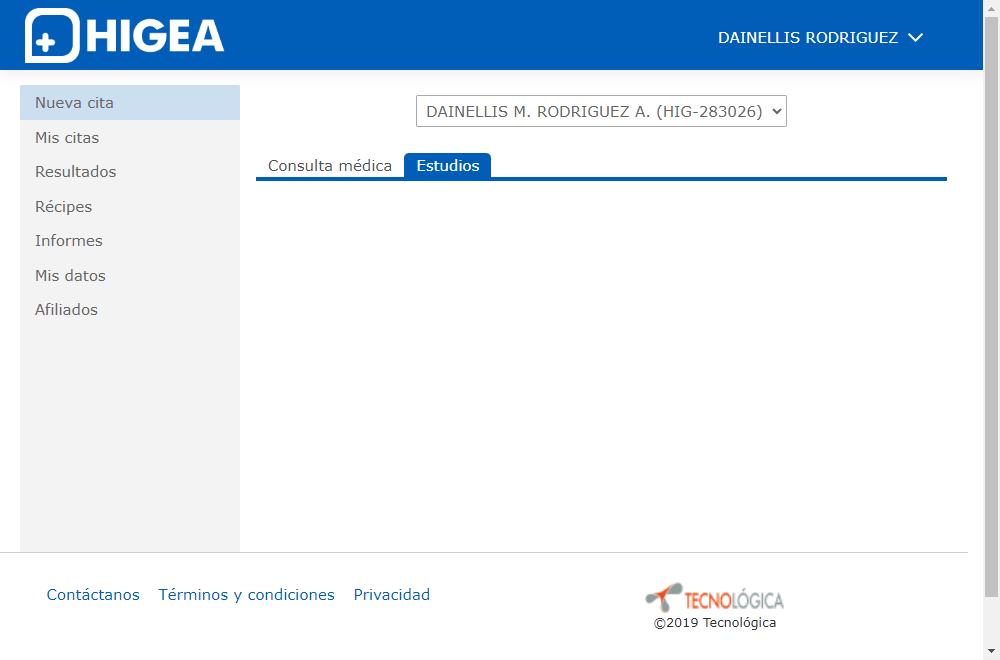 HIGEA
DAINELLIS RODRIGUEZ
Nueva cita
Mis citas
Resultados
Récipes
Informes
Mis datos
Afiliados
DAINELLIS M. RODRIGUEZ A. (HIG-283026)
Consulta médica Estudios
Contáctanos Términos y condiciones Privacidad
TECNOLÓGICA
©2019 Tecnológica